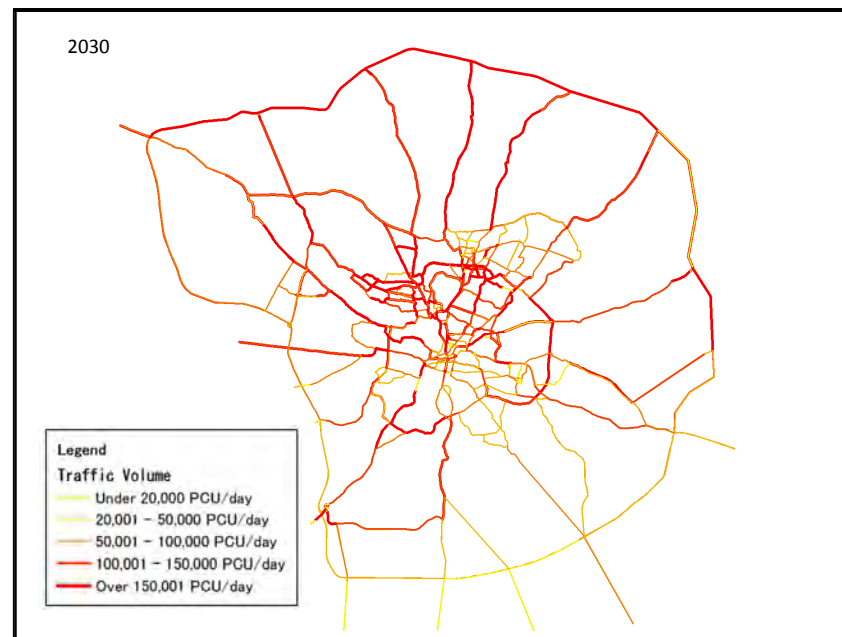 2030
Legend
Traffic Volume
Under 20,000 PCU/day
20,001 - 50,000 PCU/day
50,001 - 100,000 PCU/day
100,001 - 150,000 PCU/day
Over 150,001 PCU/day